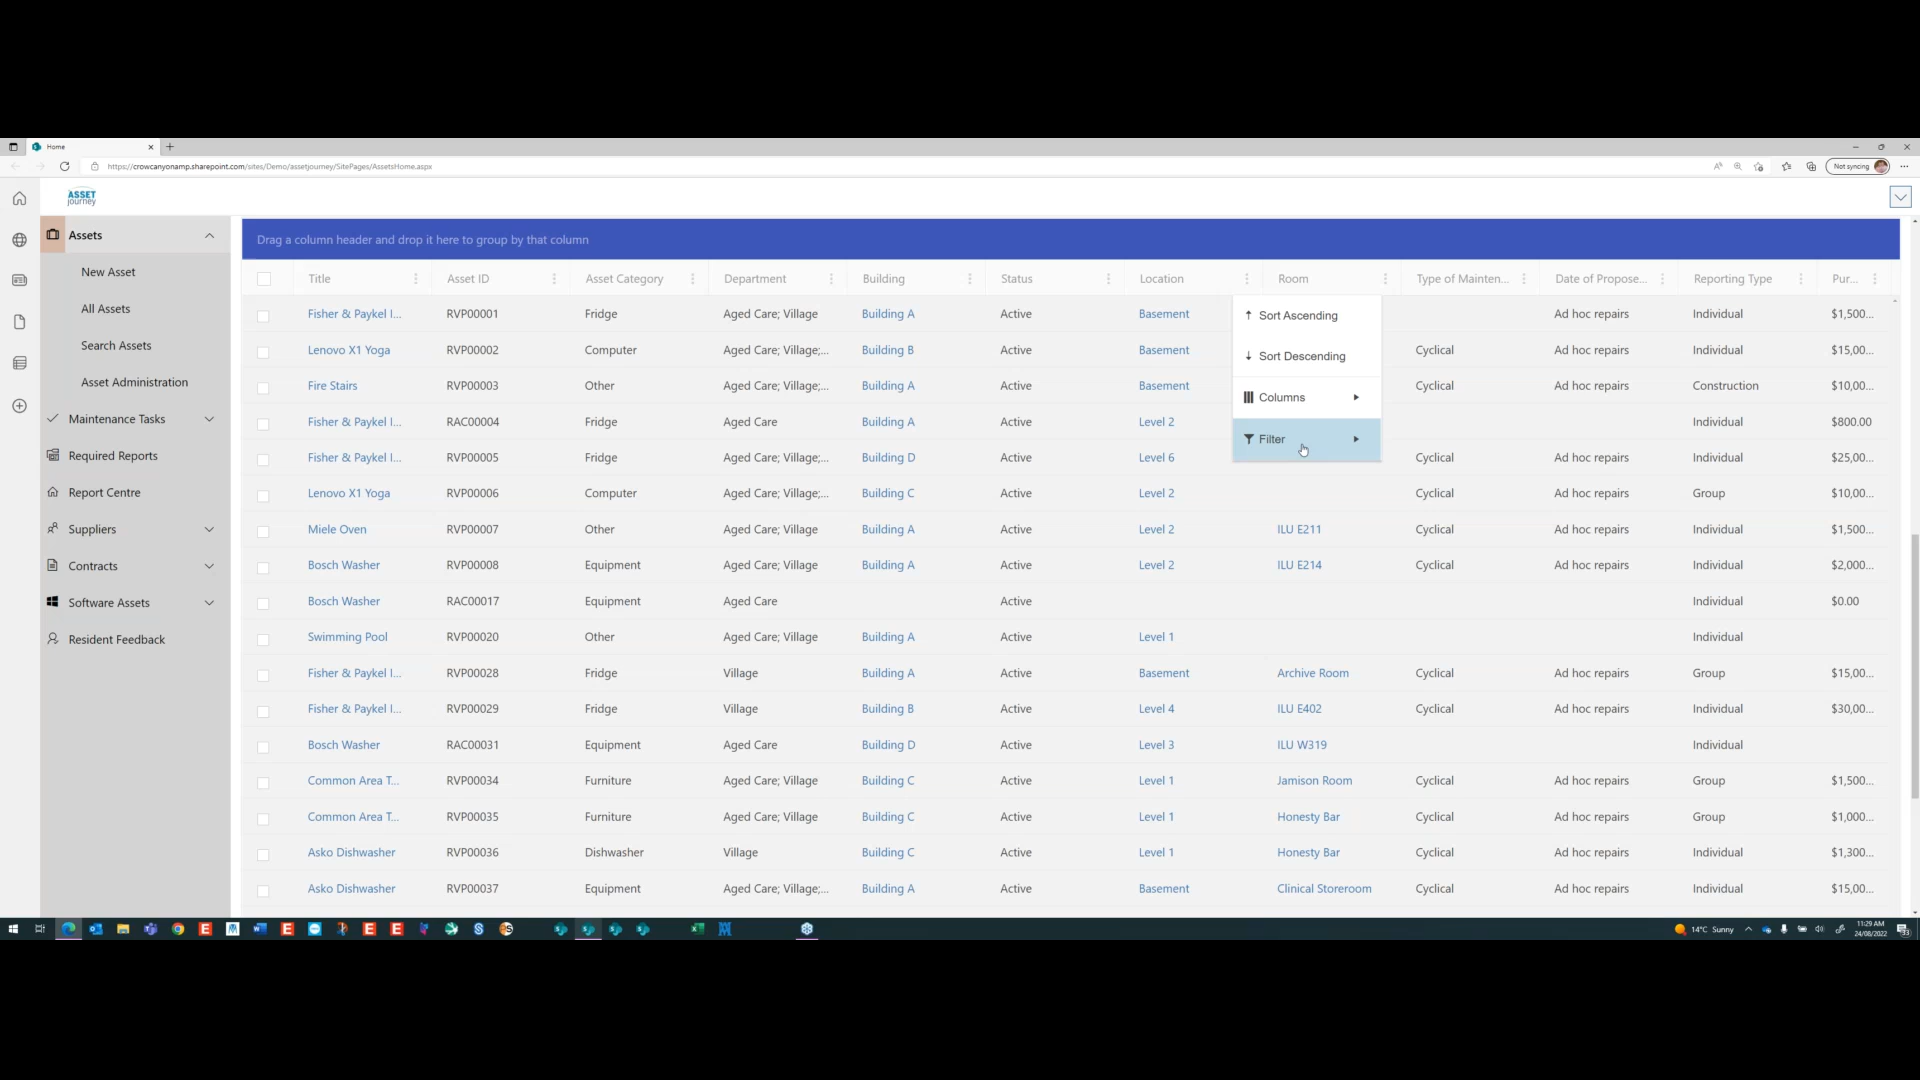 Home
https://crowcanyonamp.sharepoint.com/sites/Demo/assetjourney/SitePages/AssetsHome.aspx
Not syncing
ASSET
journey
Assets
New Asset
All Assets
Search Assets
Asset Administration
Maintenance Tasks
Required Reports
Report Centre
Suppliers
Contracts
Software Assets
Resident Feedback
Drag a column header and drop it here to group by that column
Title Asset ID Asset Category Department Building Status Location Room Type of Mainten... Date of Propose... Reporting Type Pur...
Fisher & Paykel I... RVP00001 Fridge Aged Care; Village Building A Active Basement Ad hoc repairs Individual $1,500...
Lenovo X1 Yoga RVP00002 Computer Aged Care; Village;... Building B Active Basement Cyclical Ad hoc repairs Individual $15,00...
Fire Stairs RVP00003 Other Aged Care; Village;... Building A Active Basement Cyclical Ad hoc repairs Construction $10,00...
Fisher & Paykel I... RAC00004 Fridge Aged Care Building A Active Level 2 Individual $800.00
Fisher & Paykel I... RVP00005 Fridge Aged Care; Village;... Building D Active Level 6 Cyclical Ad hoc repairs Individual $25,00...
Lenovo X1 Yoga RVP00006 Computer Aged Care; Village;... Building C Active Level 2 Cyclical Ad hoc repairs Group $10,00...
Miele Oven RVP00007 Other Aged Care; Village Building A Active Level 2 ILU E211 Cyclical Ad hoc repairs Individual $1,500...
Bosch Washer RVP00008 Equipment Aged Care; Village Building A Active Level 2 ILU E214 Cyclical Ad hoc repairs Individual $2,000...
Bosch Washer RAC00017 Equipment Aged Care Active Individual $0.00
Swimming Pool RVP00020 Other Aged Care; Village Building A Active Level 1 Individual
Fisher & Paykel I... RVP00028 Fridge Village Building A Active Basement Archive Room Cyclical Ad hoc repairs Group $15,00...
Fisher & Paykel I... RVP00029 Fridge Village Building B Active Level 4 ILU E402 Cyclical Ad hoc repairs Individual $30,00...
Bosch Washer RAC00031 Equipment Aged Care Building D Active Level 3 ILU W319 Individual
Common Area T... RVP00034 Furniture Aged Care; Village Building C Active Level 1 Jamison Room Cyclical Ad hoc repairs Group $1,500...
Common Area T... RVP00035 Furniture Aged Care; Village Building C Active Level 1 Honesty Bar Cyclical Ad hoc repairs Group $1,000...
Asko Dishwasher RVP00036 Dishwasher Village Building C Active Level 1 Honesty Bar Cyclical Ad hoc repairs Individual $1,300...
Asko Dishwasher RVP00037 Equipment Aged Care; Village;... Building A Active Basement Clinical Storeroom Cyclical Ad hoc repairs Individual $15,00...
Sort Ascending
Sort Descending
Columns
Filter
14°C Sunny
11:29 AM
24/08/2022